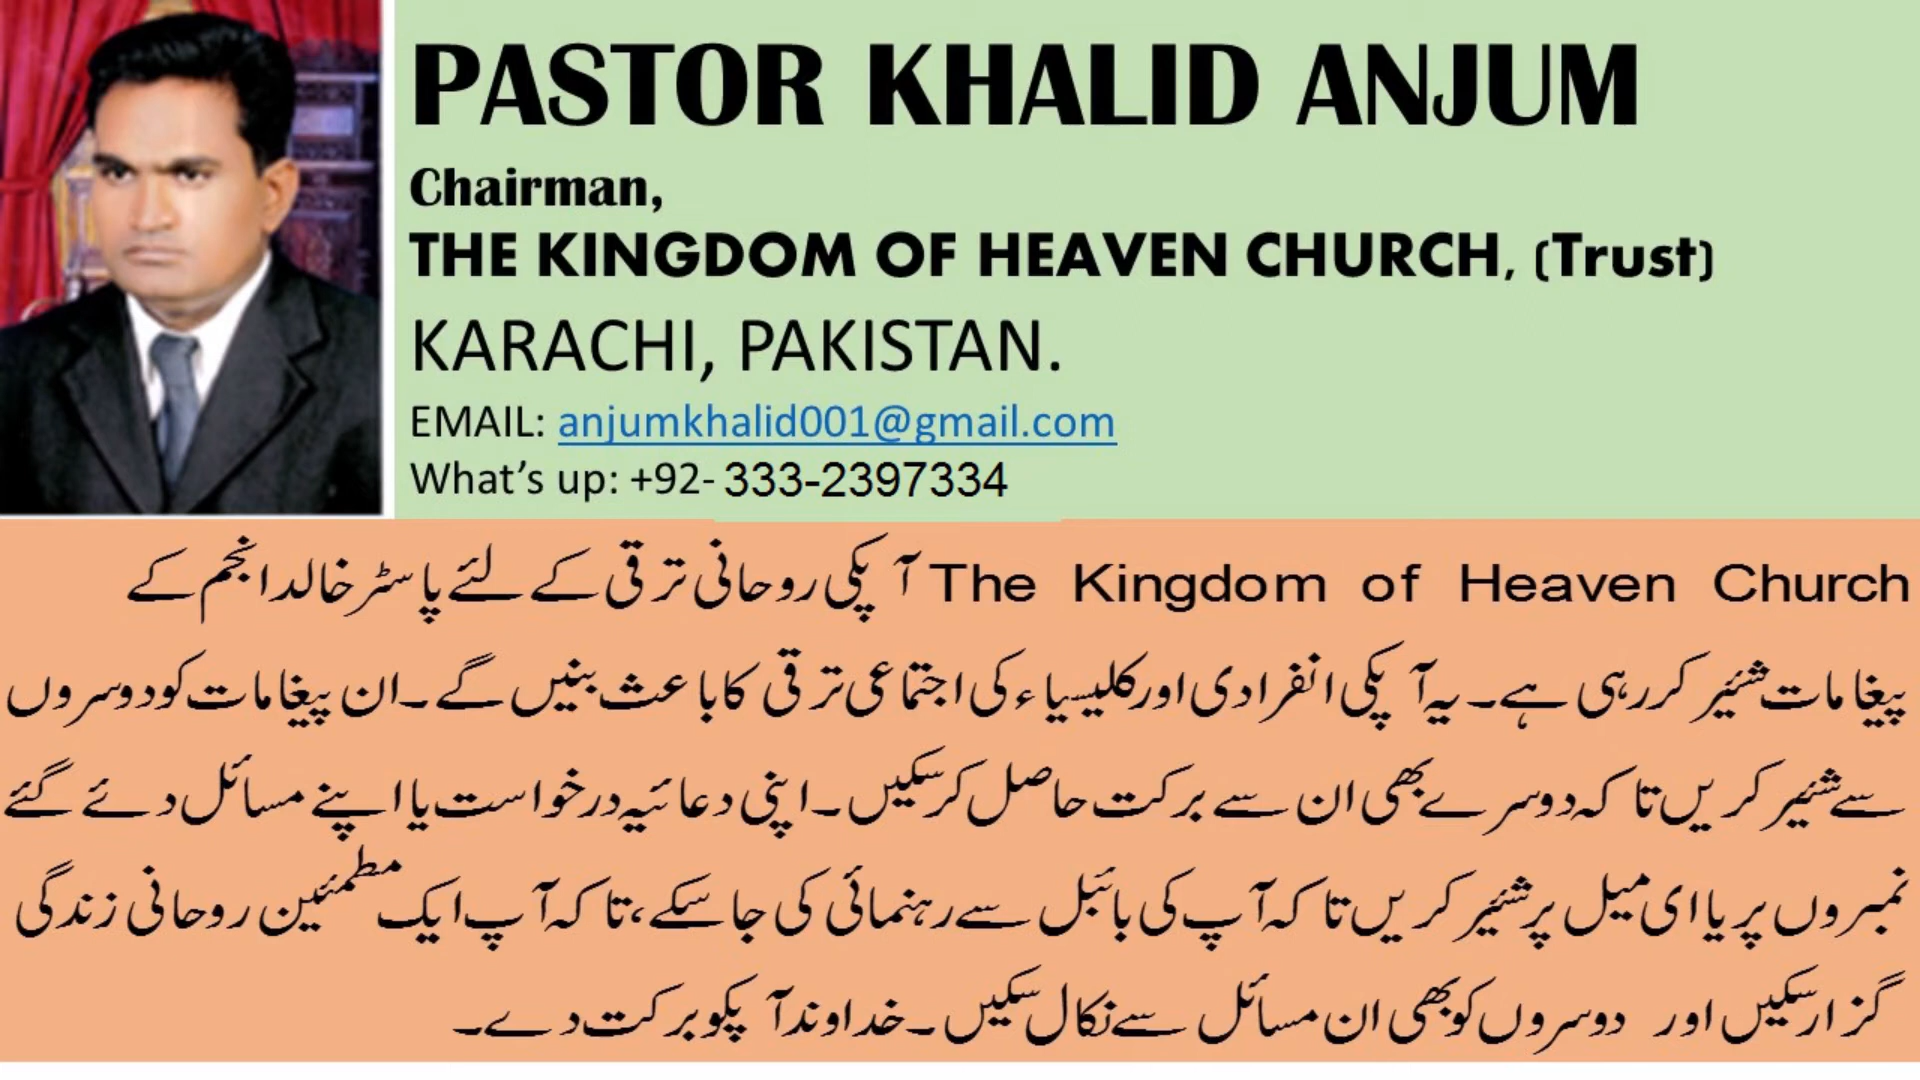 PASTOR KHALID ANJUM
Chairman,
THE KINGDOM OF HEAVEN CHURCH, (Trust)
KARACHI, PAKISTAN.
EMAIL: anjumkhalid001@gmail.com
What’s up: +92- 333-2397334
The Kingdom of Heaven Church آپکی روحانی ترقی کے لئے پاسٹر خالد انجم کے
پیغامات شئیر کر رہی ہے۔ یہ آپکی انفرادی اور کلیسیاء کی اجتماعی ترقی کا باعث بنیں گے۔ ان پیغامات کو دوسروں
سے شئیر کریں تا کہ دوسرے بھی ان سے برکت حاصل کر سکیں۔ اپنی دعائیہ درخواست یا اپنے مسائل دئے گئے
نمبروں پر یا ای میل پر شئیر کریں تا کہ آپ کی بائبل سے رہنمائی کی جا سکے، تا کہ آپ ایک مطمئین روحانی زندگی
گزار سکیں اور دوسروں کو بھی ان مسائل سے نکال سکیں۔ خداوند آپکو برکت دے۔